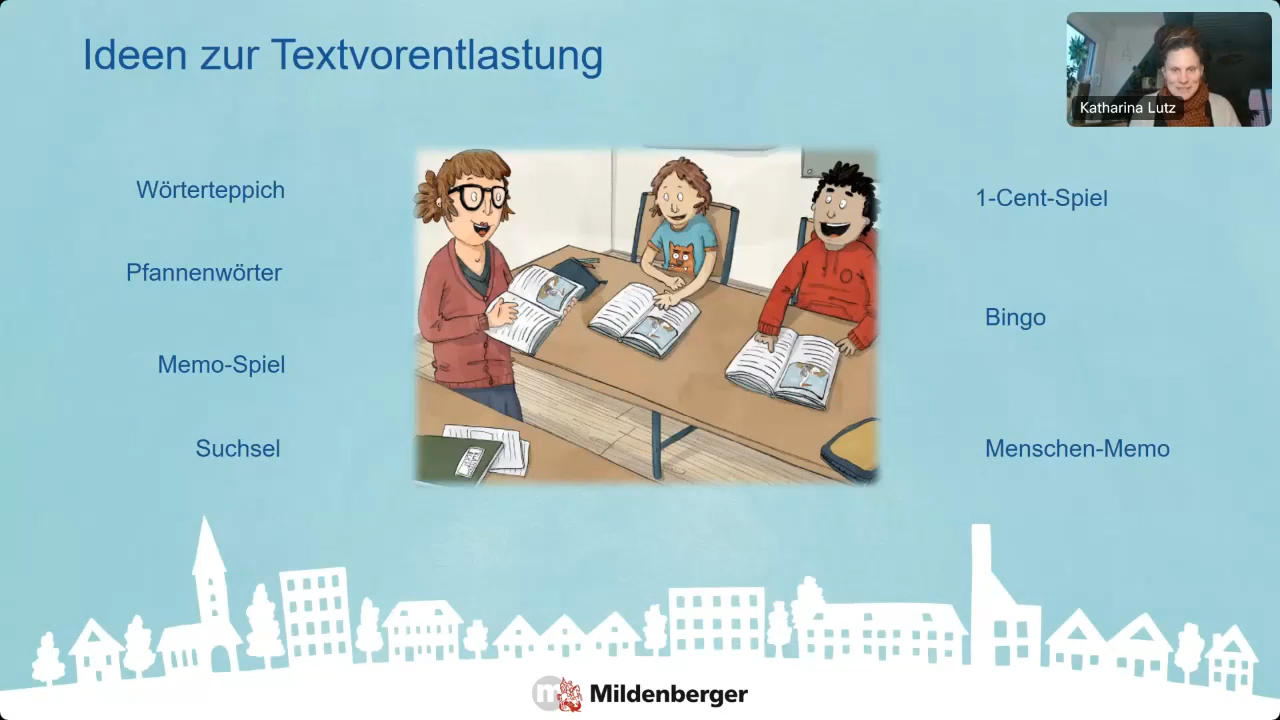 Ideen zur Textvorentlastung
Katharina Lutz
Wörterteppich
Pfannenwörter
Memo-Spiel
Suchsel
1-Cent-Spiel
Bingo
Menschen-Memo
m Mildenberger